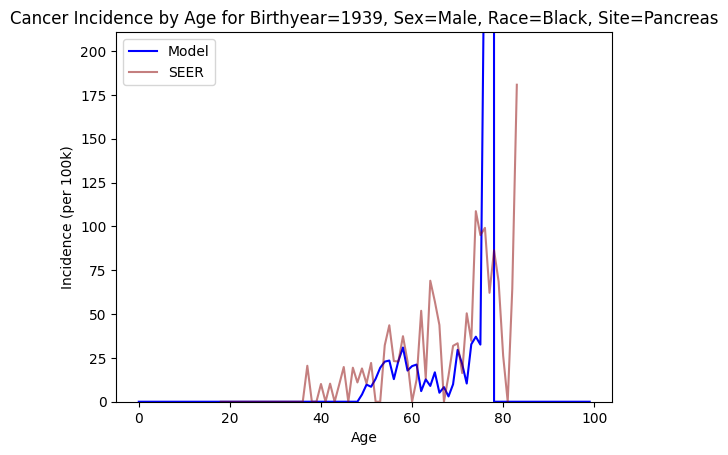 Cancer Incidence by Age for Birthyear=1939, Sex=Male, Race=Black, Site=Pancreas
Model
SEER
Incidence (per 100k)
200
175
150
125
100
75
50
25
0
0 20 40 60 80 100
Age